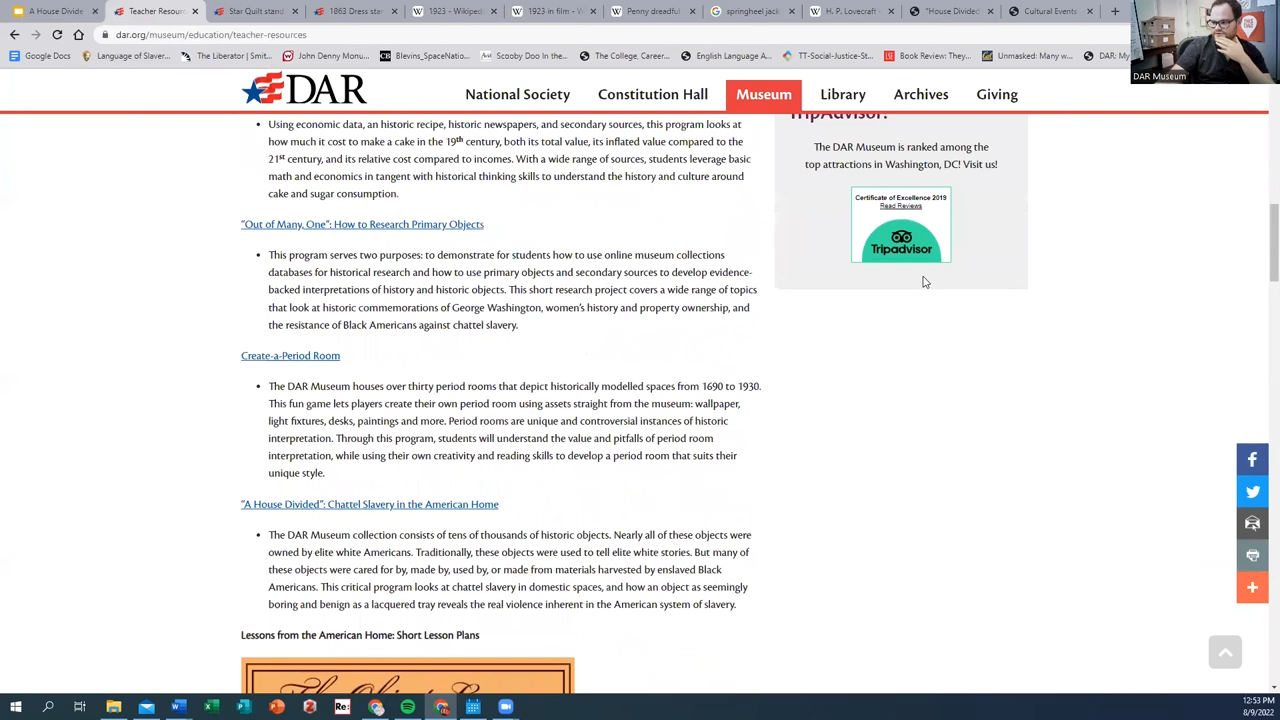 A House Divided
Teacher Resour
Star Quilt stand
1863 Dress star
1923 - Wikiped
1923 in film - W
Penny dreadful
springheel jack
H. P. Lovecraft -
"House Divided
Cultural Events
dar.org/museum/education/teacher-resources
Google Docs
Language of Slaver...
The Librarian | Smit...
John Denny Monu...
Blevins_Newspapers...
Scooby Doo In the...
The College, Career...
English Language A...
TT-Social-Justice-St...
Book Review: They...
Unmasked: Many w...
DAR: My
DAR Museum
DAR
National Society
Constitution Hall
Museum
Library
Archives
Giving
Using economic data, an historic recipe, historic newspapers, and secondary sources, this program looks at
how much it cost to make a cake in the 19th century, both its total value, its inflated value compared to the
21st century, and its relative cost compared to incomes. With a wide range of sources, students leverage basic
math and economics in tangent with historical thinking skills to understand the history and culture around
cake and sugar consumption.
"Out of Many, One": How to Research Primary Objects
This program serves two purposes: to demonstrate for students how to use online museum collections
databases for historical research and how to use primary objects and secondary sources to develop evidence-
backed interpretations of history and historic objects. This short research project covers a wide range of topics
that look at historic commemorations of George Washington, women's history and property ownership, and
the resistance of Black Americans against chattel slavery.
Create-a-Period Room
The DAR Museum houses over thirty period rooms that depict historically modelled spaces from 1690 to 1930.
This fun game lets players create their own period room using assets straight from the museum: wallpaper,
light fixtures, desks, paintings and more. Period rooms are unique and controversial instances of historic
interpretation. Through this program, students will understand the value and pitfalls of period room
interpretation, while using their own creativity and reading skills to develop a period room that suits their
unique style.
"A House Divided": Chattel Slavery in the American Home
The DAR Museum collection consists of tens of thousands of historic objects. Nearly all of these objects were
owned by elite white Americans. Traditionally, these objects were used to tell elite white stories. But many of
these objects were cared for by, made by, used by, or made from materials harvested by enslaved Black
Americans. This critical program looks at chattel slavery in domestic spaces, and how an object as seemingly
boring and benign as a lacquered tray reveals the real violence inherent in the American system of slavery.
Lessons from the American Home: Short Lesson Plans
TripAdvisor!
The DAR Museum is ranked among the
top attractions in Washington, DC! Visit us!
Certificate of Excellence 2019
Read Reviews
Tripadvisor
12:53 PM
8/9/2022